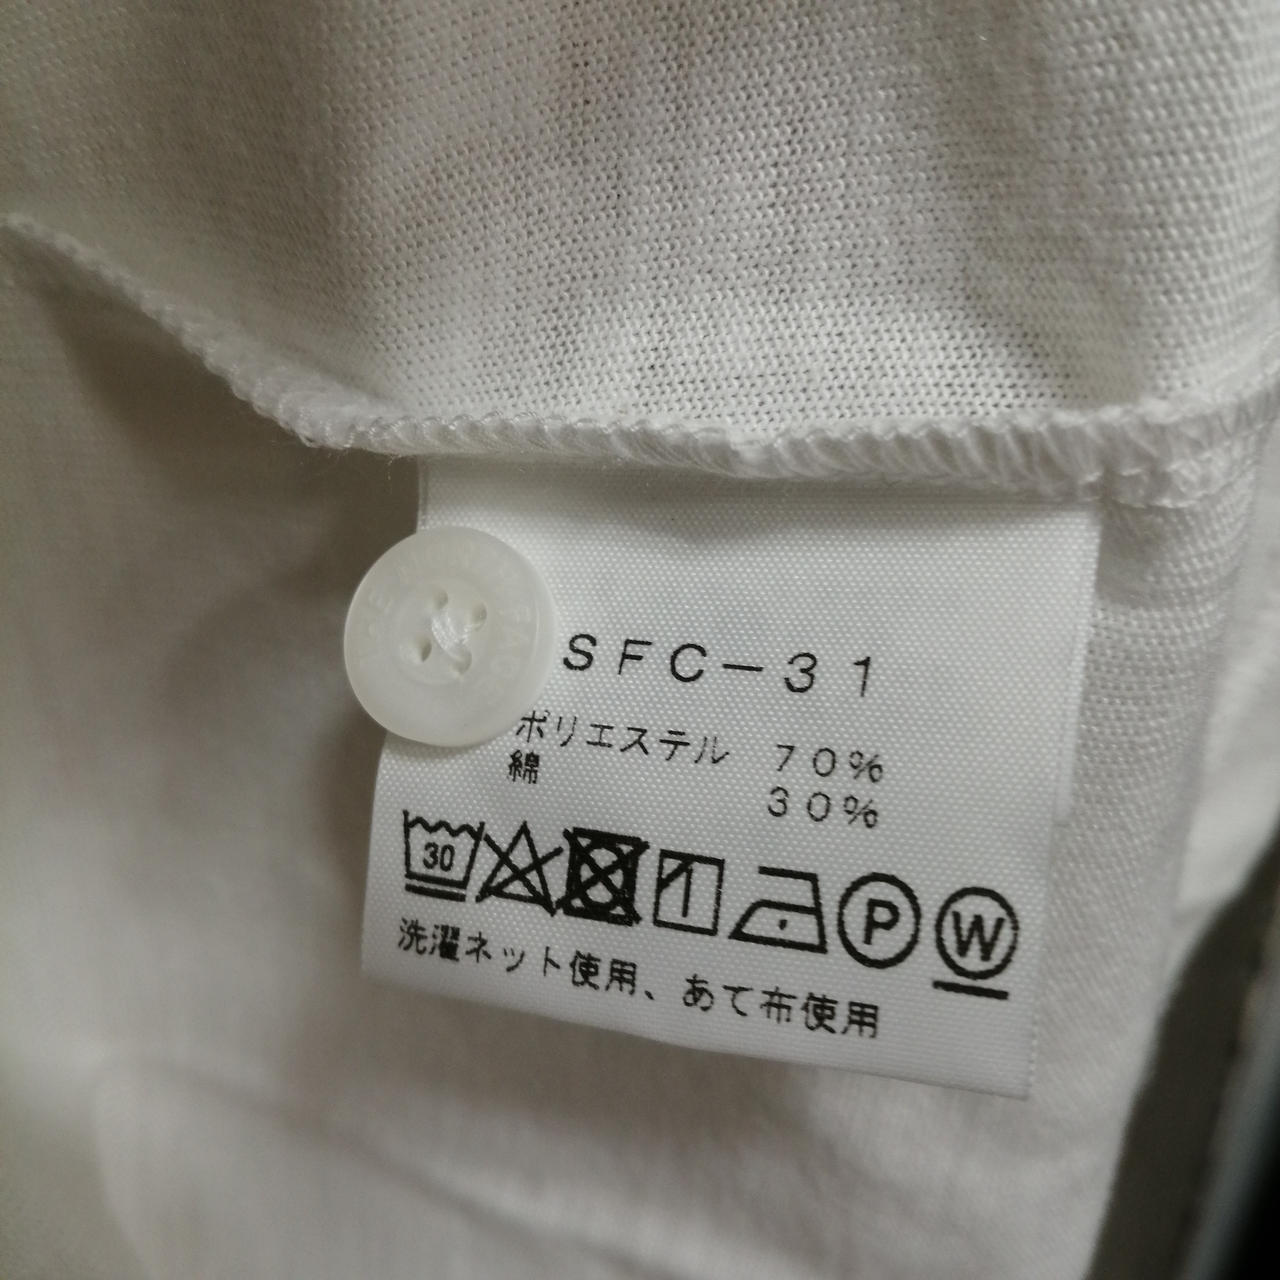 SFC-31
ポリエステル 70%
綿 30%
30
P
W
洗濯ネット使用、あて布使用